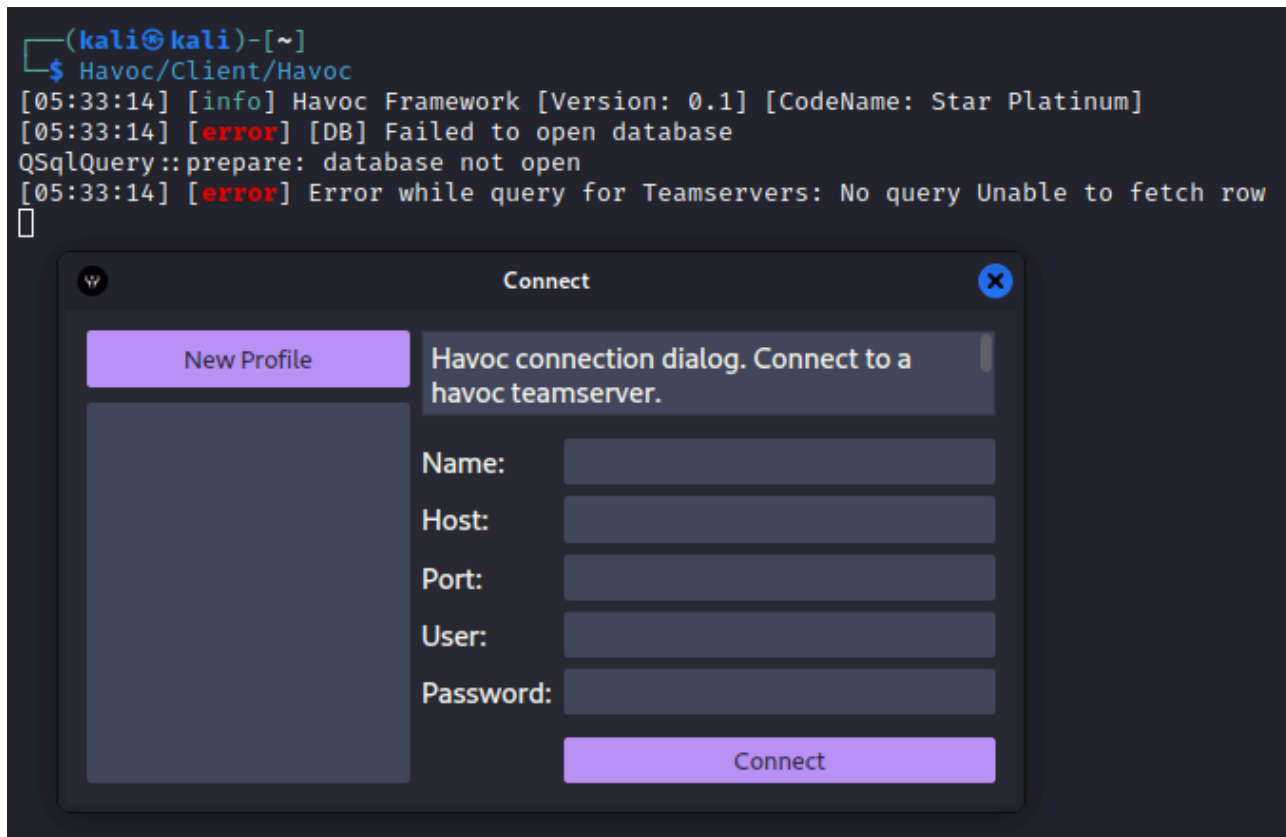 ┌──(kali㉿kali)-[~]
└─$ Havoc/Client/Havoc
[05:33:14] [info] Havoc Framework [Version: 0.1] [CodeName: Star Platinum]
[05:33:14] [error] [DB] Failed to open database
QSqlQuery::prepare: database not open
[05:33:14] [error] Error while query for Teamservers: No query Unable to fetch row
Connect
New Profile
Havoc connection dialog. Connect to a
havoc teamserver.
Name:
Host:
Port:
User:
Password:
Connect